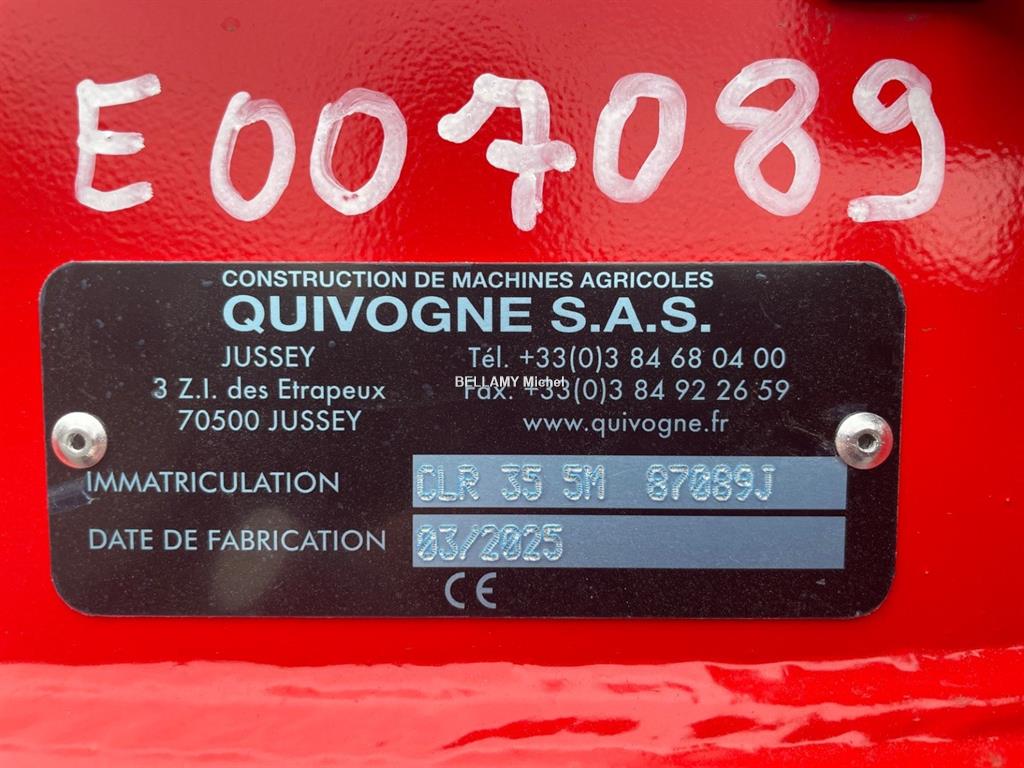 E007089
CONSTRUCTION DE MACHINES AGRICOLES
QUIVOGNE S.A.S.
JUSSEY Tél. +33(0)3 84 68 04 00
BELLAMY Michel
3 Z.I. des Etrapeux Fax. +33(0)3 84 92 26 59
70500 JUSSEY www.quivogne.fr
IMMATRICULATION CLR 35 5M 87089J
DATE DE FABRICATION 03/2025
CE